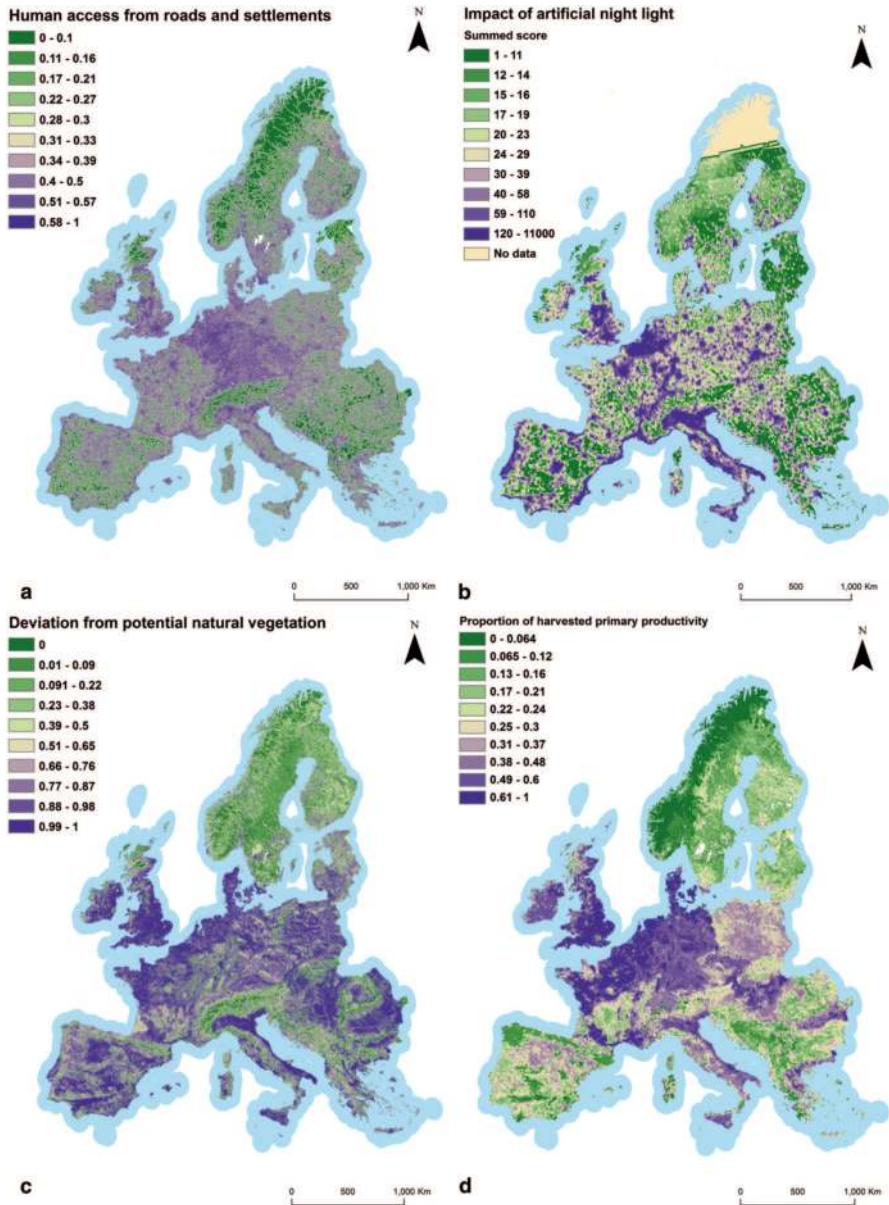 Human access from roads and settlements
0 - 0.1
0.11 - 0.16
0.17 - 0.21
0.22 - 0.27
0.28 - 0.3
0.31 - 0.33
0.34 - 0.39
0.4 - 0.5
0.51 - 0.57
0.58 - 1
N
a
0 500 1,000 Km
Impact of artificial night light
Summed score
1 - 11
12 - 14
15 - 16
17 - 19
20 - 23
24 - 29
30 - 39
40 - 58
59 - 110
120 - 11000
No data
N
b
0 500 1,000 Km
Deviation from potential natural vegetation
0
0.01 - 0.09
0.091 - 0.22
0.23 - 0.38
0.39 - 0.5
0.51 - 0.65
0.66 - 0.76
0.77 - 0.87
0.88 - 0.98
0.99 - 1
N
c
0 500 1,000 Km
Proportion of harvested primary productivity
0 - 0.064
0.065 - 0.12
0.13 - 0.16
0.17 - 0.21
0.22 - 0.24
0.25 - 0.3
0.31 - 0.37
0.38 - 0.48
0.49 - 0.6
0.61 - 1
N
d
0 500 1,000 Km